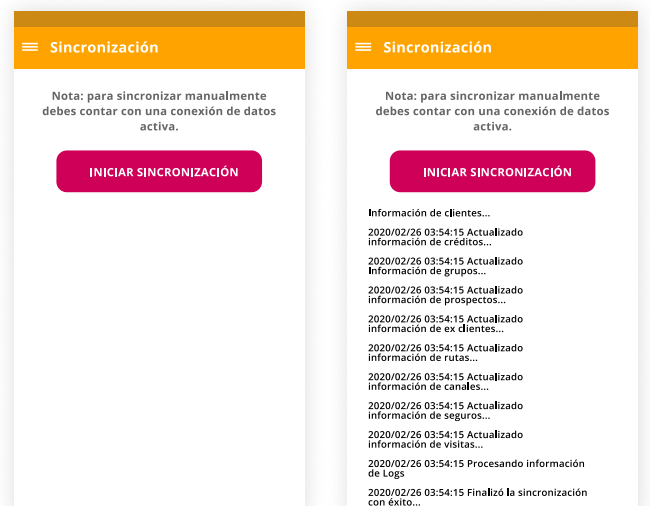 Sincronización
Nota: para sincronizar manualmente
debes contar con una conexión de datos
activa.
INICIAR SINCRONIZACIÓN
Sincronización
Nota: para sincronizar manualmente
debes contar con una conexión de datos
activa.
INICIAR SINCRONIZACIÓN
Información de clientes...
2020/02/26 03:54:15 Actualizado
información de créditos...
2020/02/26 03:54:15 Actualizado
Información de grupos...
2020/02/26 03:54:15 Actualizado
información de prospectos...
2020/02/26 03:54:15 Actualizado
información de ex clientes...
2020/02/26 03:54:15 Actualizado
información de rutas...
2020/02/26 03:54:15 Actualizado
información de canales...
2020/02/26 03:54:15 Actualizado
información de seguros...
2020/02/26 03:54:15 Actualizado
información de visitas...
2020/02/26 03:54:15 Procesando información
de Logs
2020/02/26 03:54:15 Finalizó la sincronización
con éxito...